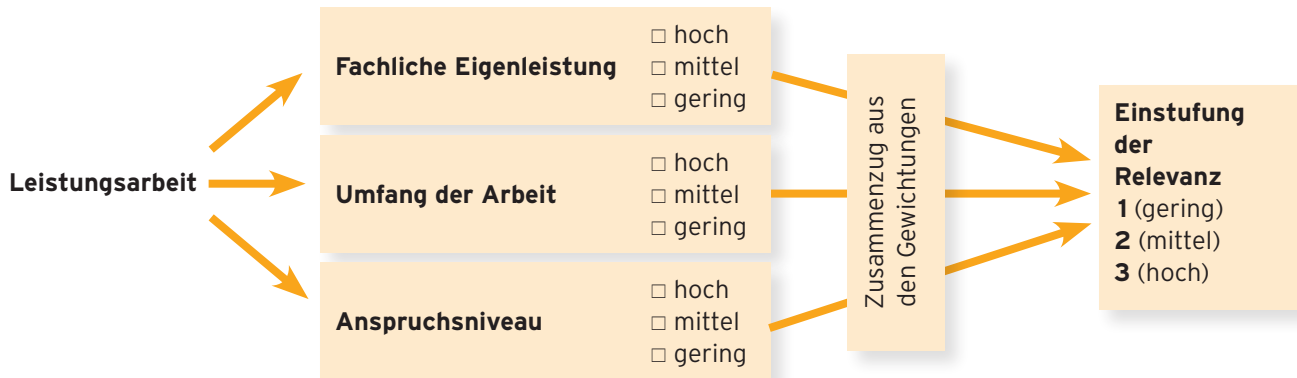 Leistungsarbeit
Fachliche Eigenleistung
□ hoch
□ mittel
□ gering
Umfang der Arbeit
□ hoch
□ mittel
□ gering
Anspruchsniveau
□ hoch
□ mittel
□ gering
Zusammenzug aus
den Gewichtungen
Einstufung
der
Relevanz
1 (gering)
2 (mittel)
3 (hoch)